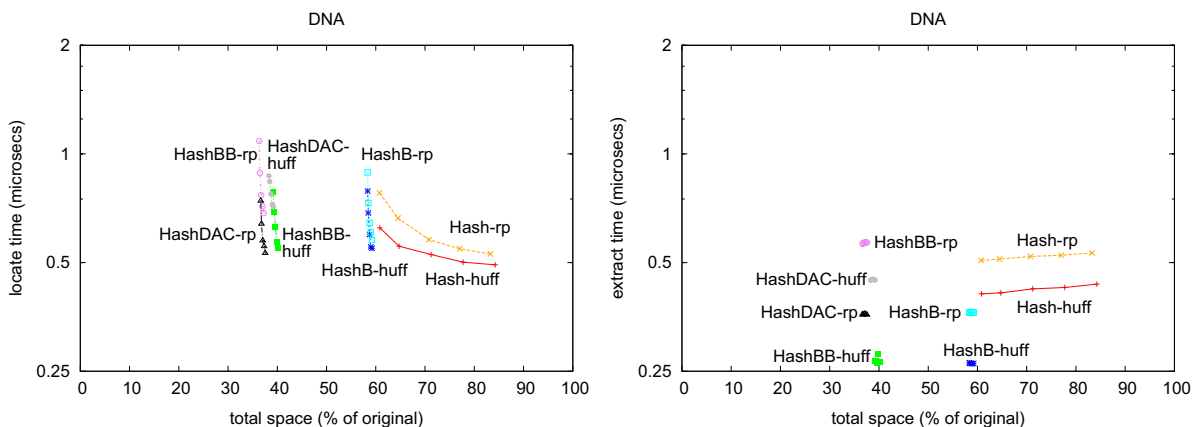 DNA
locate time (microsecs)
2
1
0.5
0.25
HashBB-rp
HashDAC-
huff
HashB-rp
HashDAC-rp
HashBB-
huff
HashB-huff
Hash-rp
Hash-huff
0 10 20 30 40 50 60 70 80 90 100
total space (% of original)
DNA
extract time (microsecs)
2
1
0.5
0.25
HashBB-rp
Hash-rp
HashDAC-huff
Hash-huff
HashDAC-rp
HashB-rp
HashBB-huff
HashB-huff
0 10 20 30 40 50 60 70 80 90 100
total space (% of original)